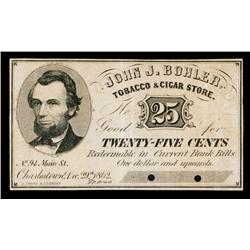 JOHN J. BOHLER,
TOBACCO & CIGAR STORE.
No
25
Good for
TWENTY-FIVE CENTS
Redeemable in Current Bank Bills
One dollar and upwards.
No. 94 Main St.
Charlestown, Dec. 29th 1862.